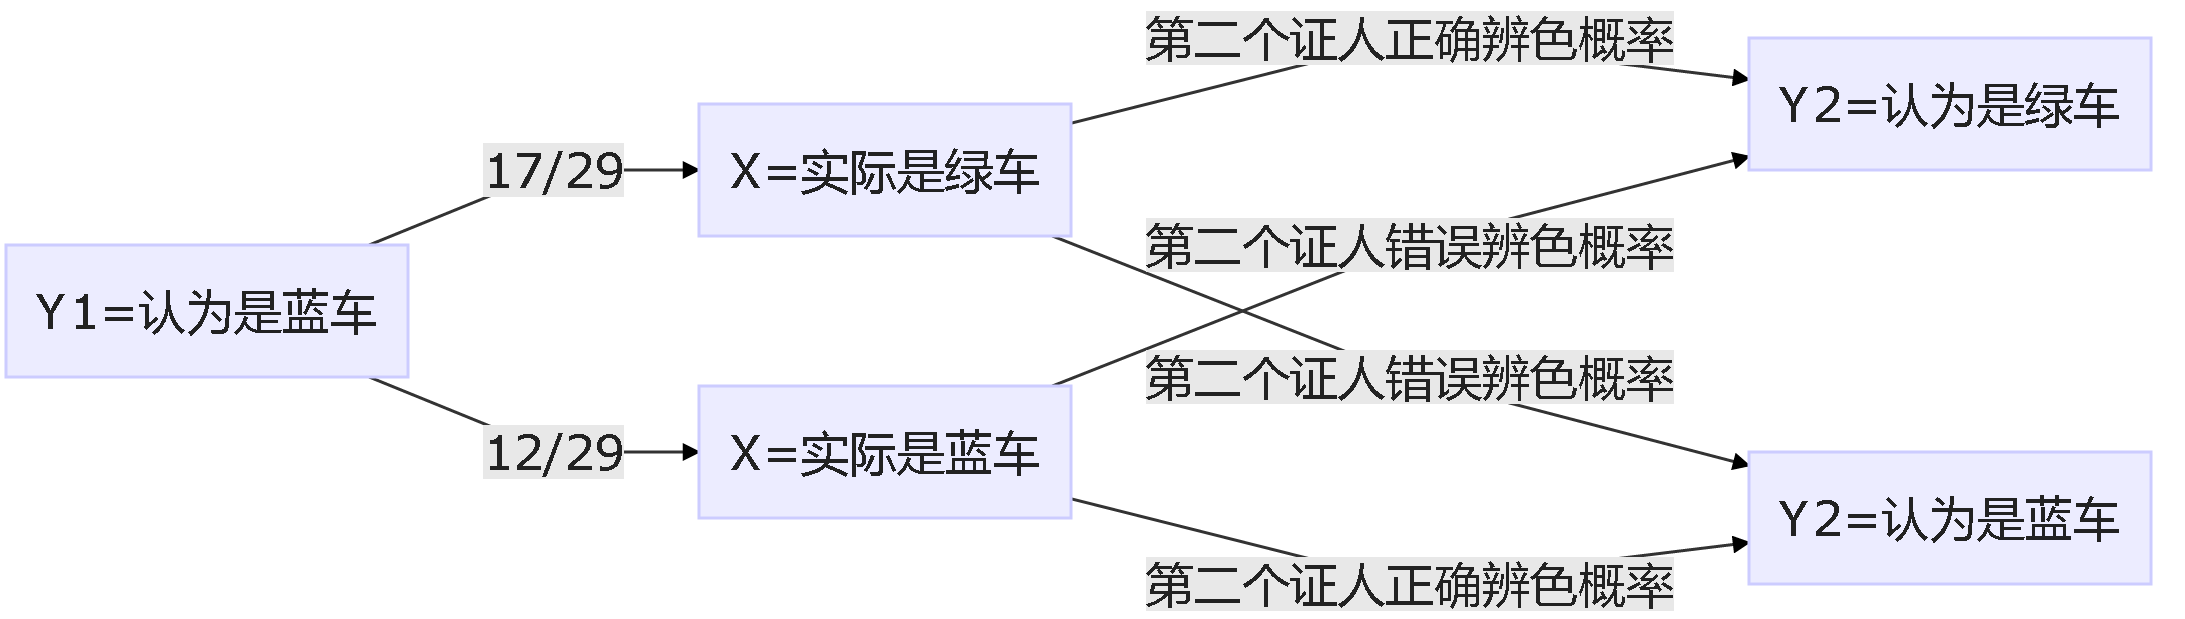 第二个证人正确辨色概率
Y2=认为是绿车
17/29
X=实际是绿车
第二个证人错误辨色概率
Y1=认为是蓝车
第二个证人错误辨色概率
12/29
X=实际是蓝车
Y2=认为是蓝车
第二个证人正确辨色概率